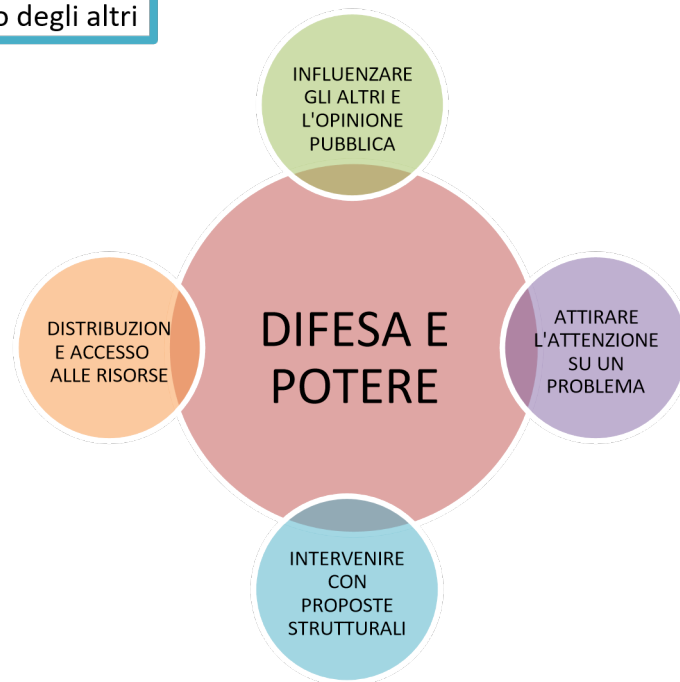 o degli altri
INFLUENZARE
GLI ALTRI E
L'OPINIONE
PUBBLICA
DISTRIBUZION
E ACCESSO
ALLE RISORSE
DIFESA E
POTERE
ATTIRARE
L'ATTENZIONE
SU UN
PROBLEMA
INTERVENIRE
CON
PROPOSTE
STRUTTURALI